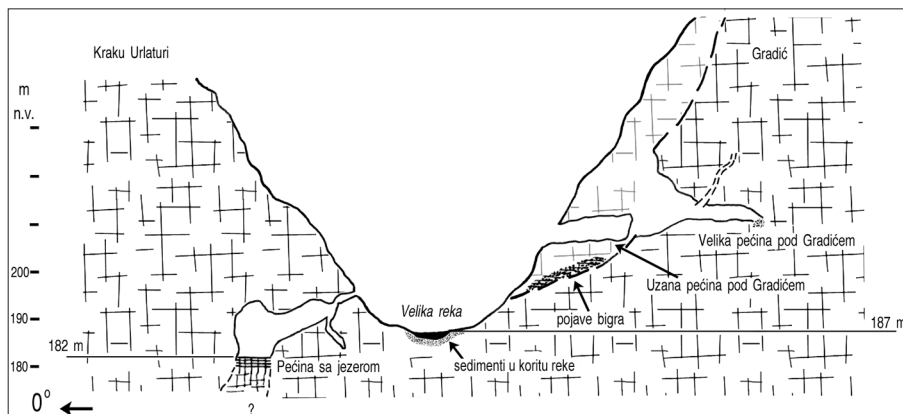 Kraku Urlaturi
Gradić
m
n.v.
Velika pećina pod Gradićem
200
Uzana pećina pod Gradićem
Velika reka
pojave bigra
190
187 m
182 m
180
Pećina sa jezerom
sedimenti u koritu reke
0°
?